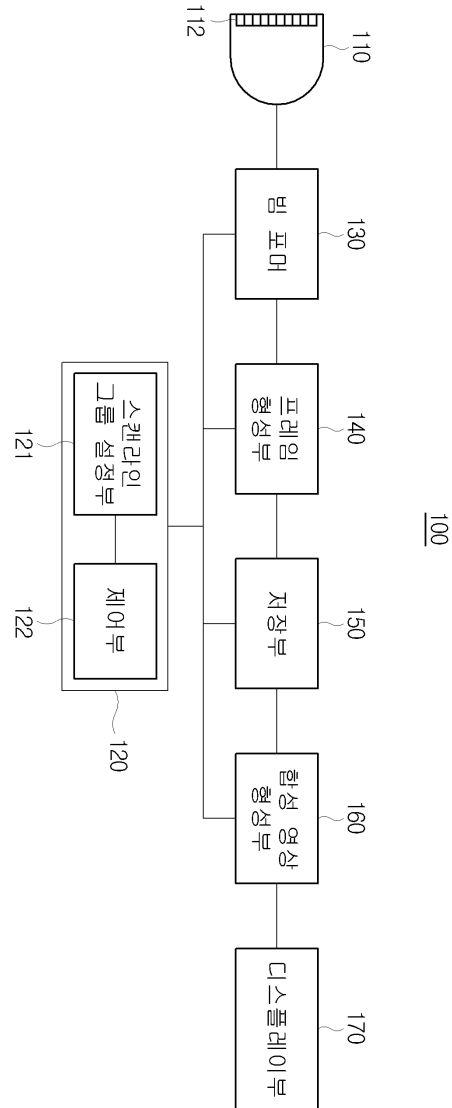 100
110
112
130
빔 포머
140
프레임
형성부
150
저장부
160
합성 영상
형성부
170
디스플레이부
스캔라인
그룹 설정부
121
제어부
122
120